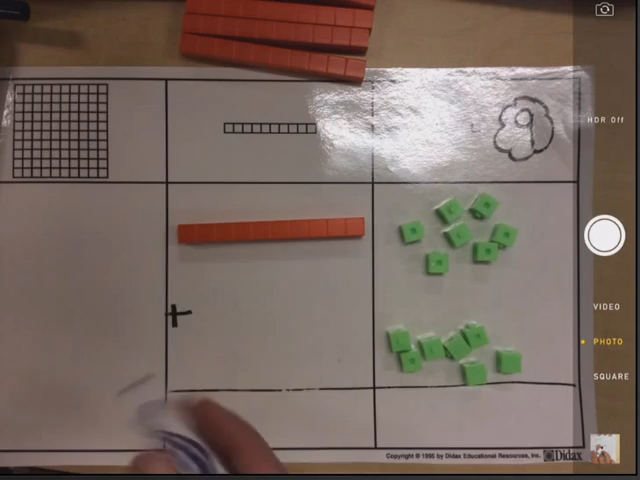 HDR Off
9
+
VIDEO
PHOTO
SQUARE
Copyright © 1995 by Didax Educational Resources, Inc. Didax